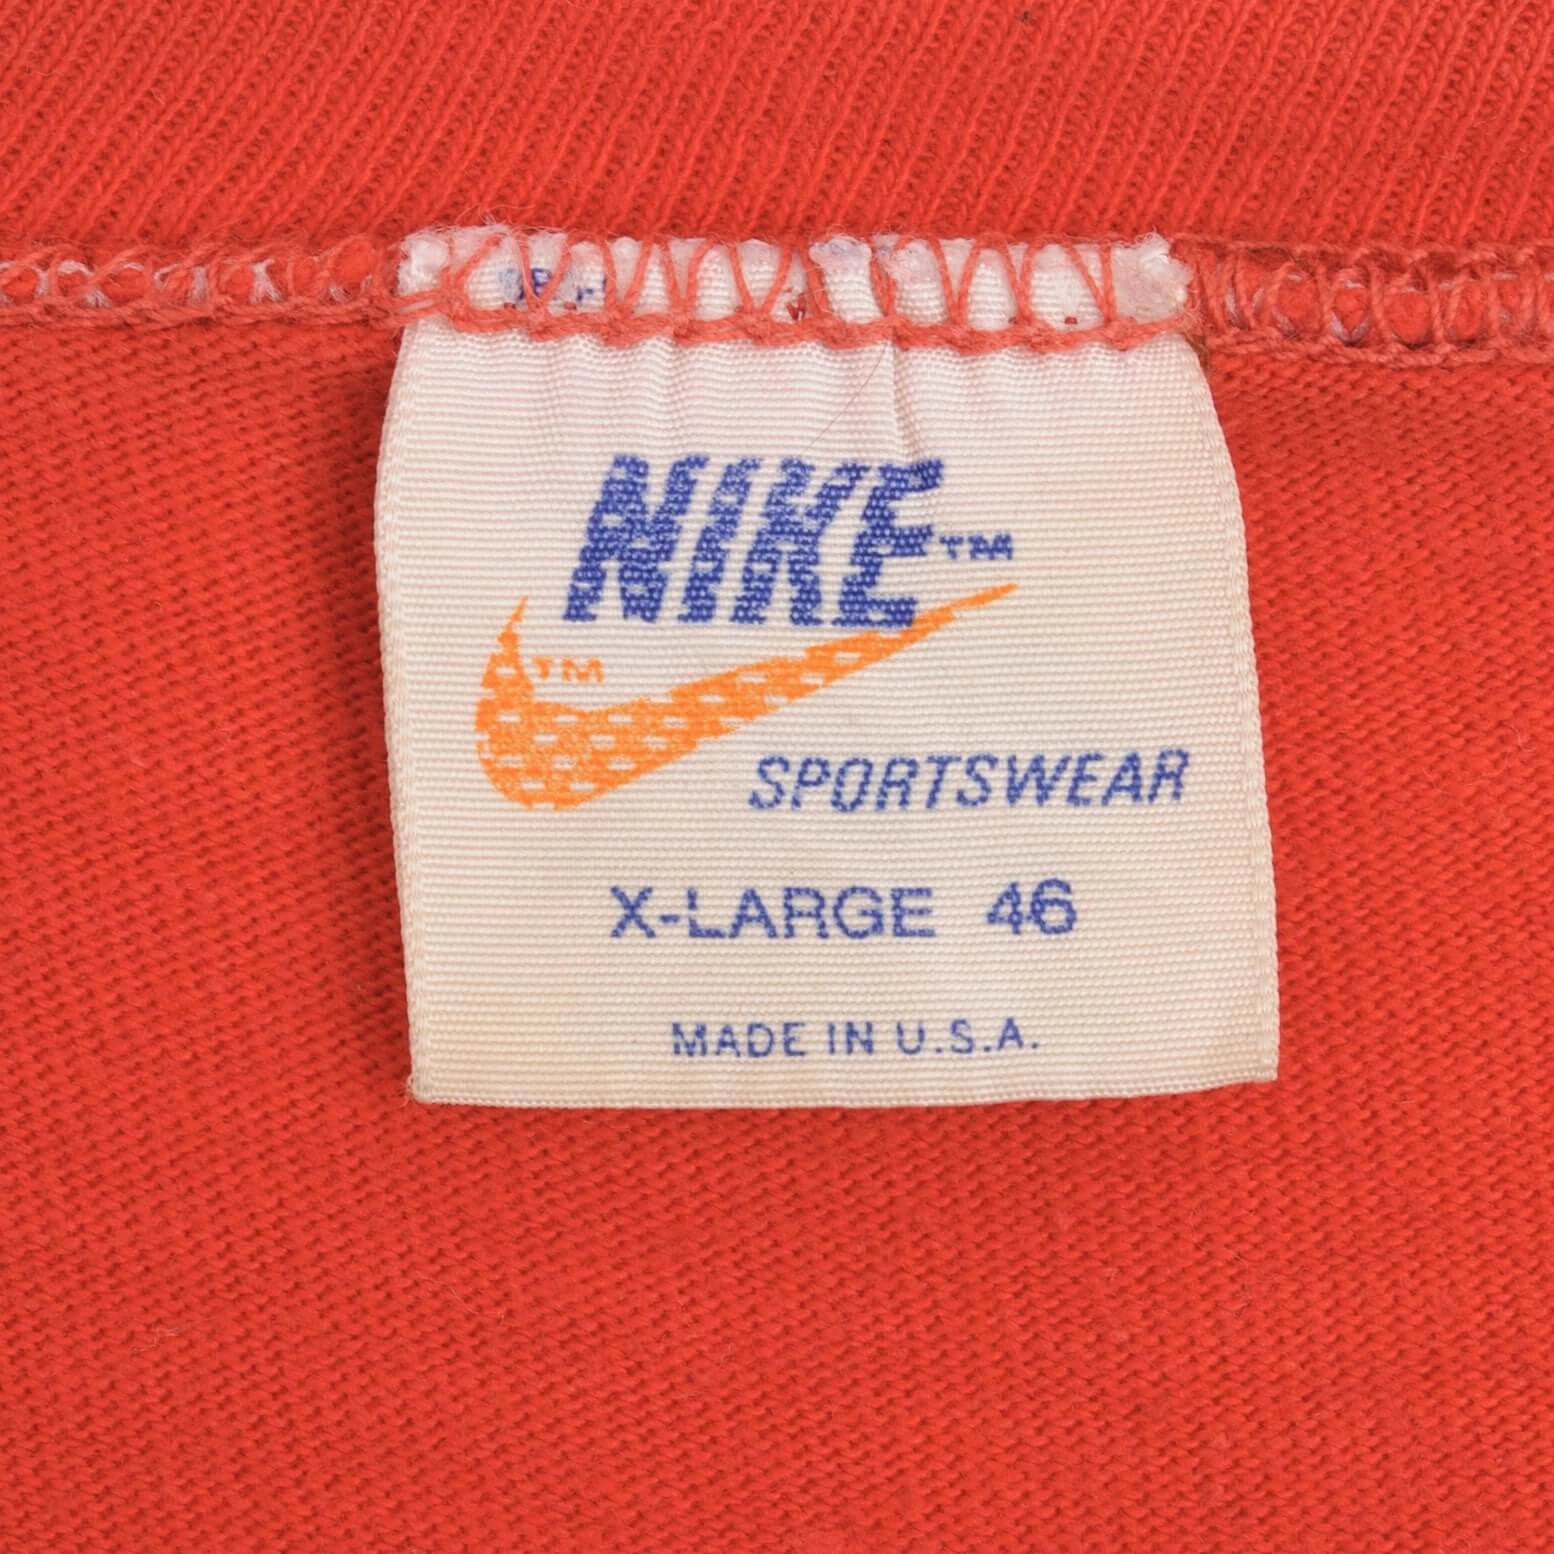 NIKE™
™
SPORTSWEAR
X-LARGE 46
MADE IN U.S.A.